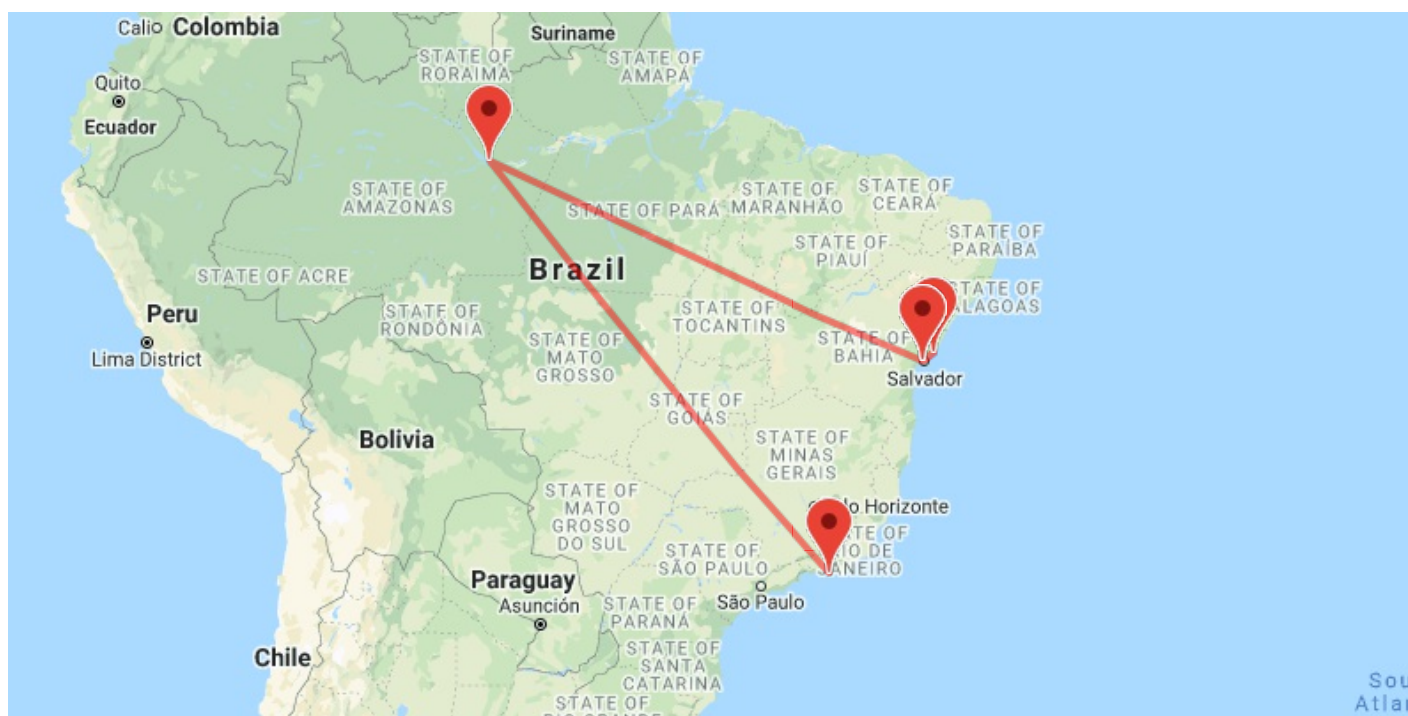 Cali
Colombia
Suriname
STATE OF
RORAIMA
STATE OF
AMAPÁ
Quito
Ecuador
STATE OF
AMAZONAS
STATE OF PARÁ
STATE OF
MARANHÃO
STATE OF
CEARÁ
STATE OF
PIAUÍ
STATE OF
PARAÍBA
Brazil
STATE OF ACRE
STATE OF
ALAGOAS
Peru
STATE OF
RONDÔNIA
STATE OF
TOCANTINS
Lima District
STATE OF
MATO
GROSSO
STATE OF
BAHIA
Salvador
STATE OF
GOIÁS
Bolivia
STATE OF
MINAS
GERAIS
STATE OF
MATO
GROSSO
DO SUL
lo Horizonte
STATE OF
RIO DE
JANEIRO
STATE OF
SÃO PAULO
Paraguay
Asunción
São Paulo
STATE OF
PARANÁ
Chile
STATE OF
SANTA
CATARINA
STATE OF
Sou
Atlan